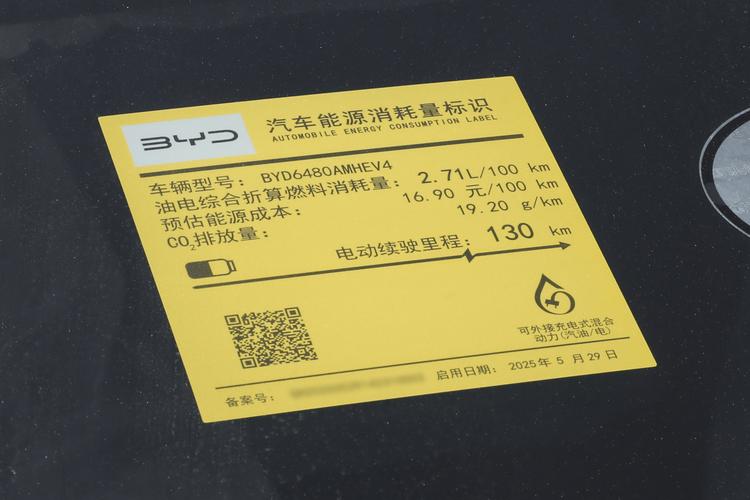 BYD
汽车能源消耗量标识
AUTOMOBILE ENERGY CONSUMPTION LABEL
车辆型号: BYD6480AMHEV4
油电综合折算燃料消耗量: 2.71L/100 km
预估能源成本: 16.90 元/100 km
CO₂排放量: 19.20 g/km
电动续驶里程: 130 km
可外接充电式混合
动力(汽油/电)
备案号: 启用日期: 2025年 5 月 29 日